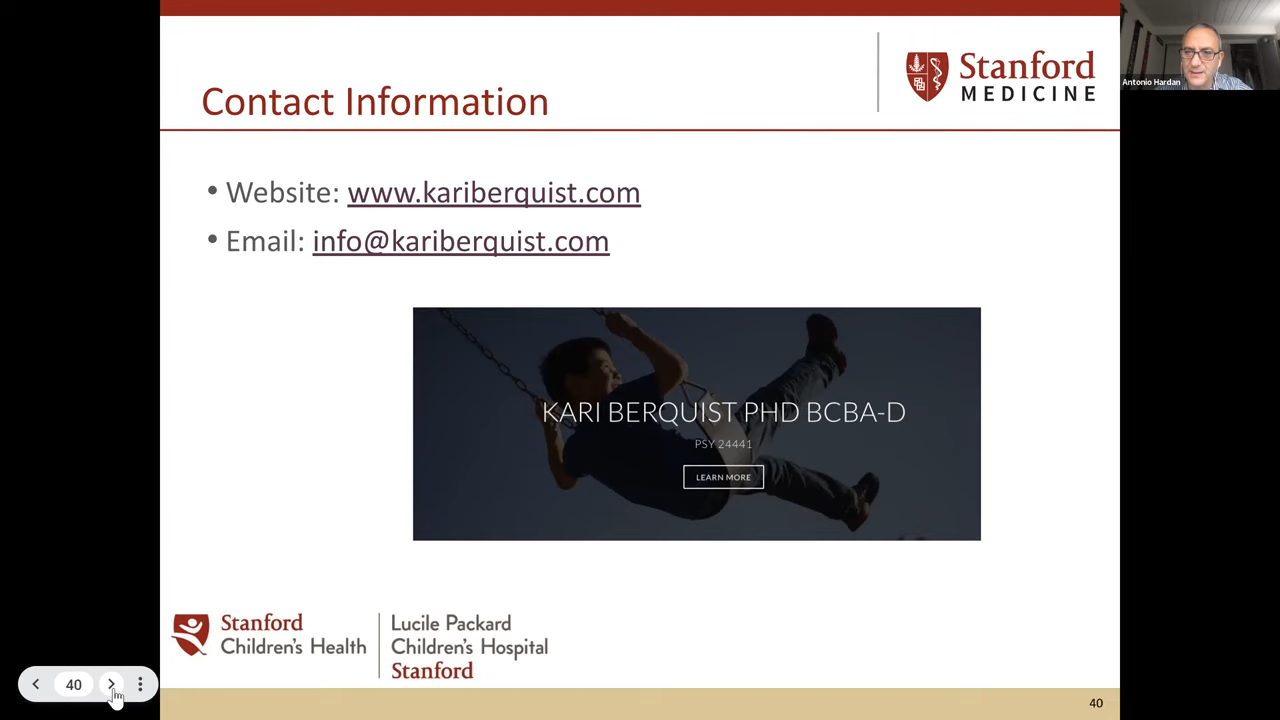 Contact Information
Stanford
MEDICINE
Antonio Hardan
• Website: www.kariberquist.com
• Email: info@kariberquist.com
KARI BERQUIST PHD BCBA-D
PSY 24441
LEARN MORE
Stanford
Children's Health
Lucile Packard
Children's Hospital
Stanford
40
40